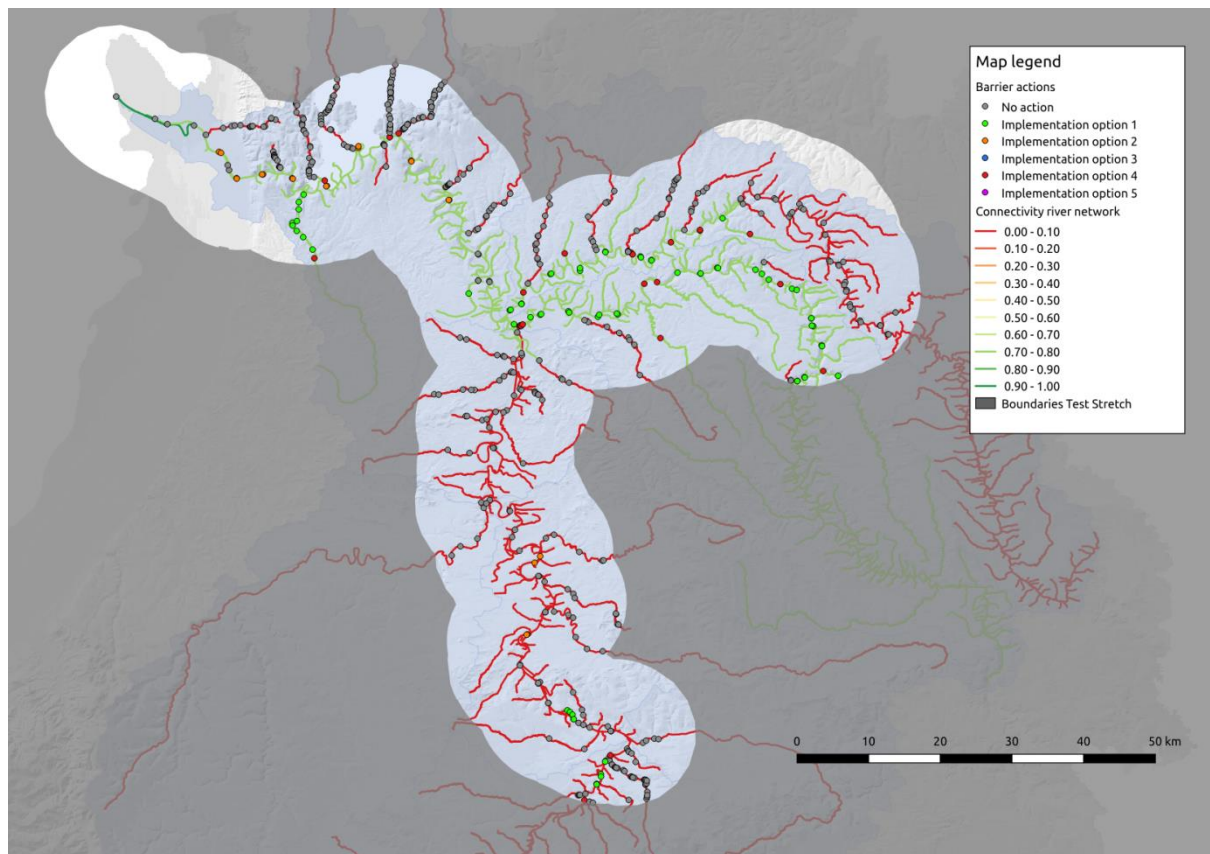 Map legend
Barrier actions
No action
Implementation option 1
Implementation option 2
Implementation option 3
Implementation option 4
Implementation option 5
Connectivity river network
0.00 - 0.10
0.10 - 0.20
0.20 - 0.30
0.30 - 0.40
0.40 - 0.50
0.50 - 0.60
0.60 - 0.70
0.70 - 0.80
0.80 - 0.90
0.90 - 1.00
Boundaries Test Stretch
0 10 20 30 40 50 km